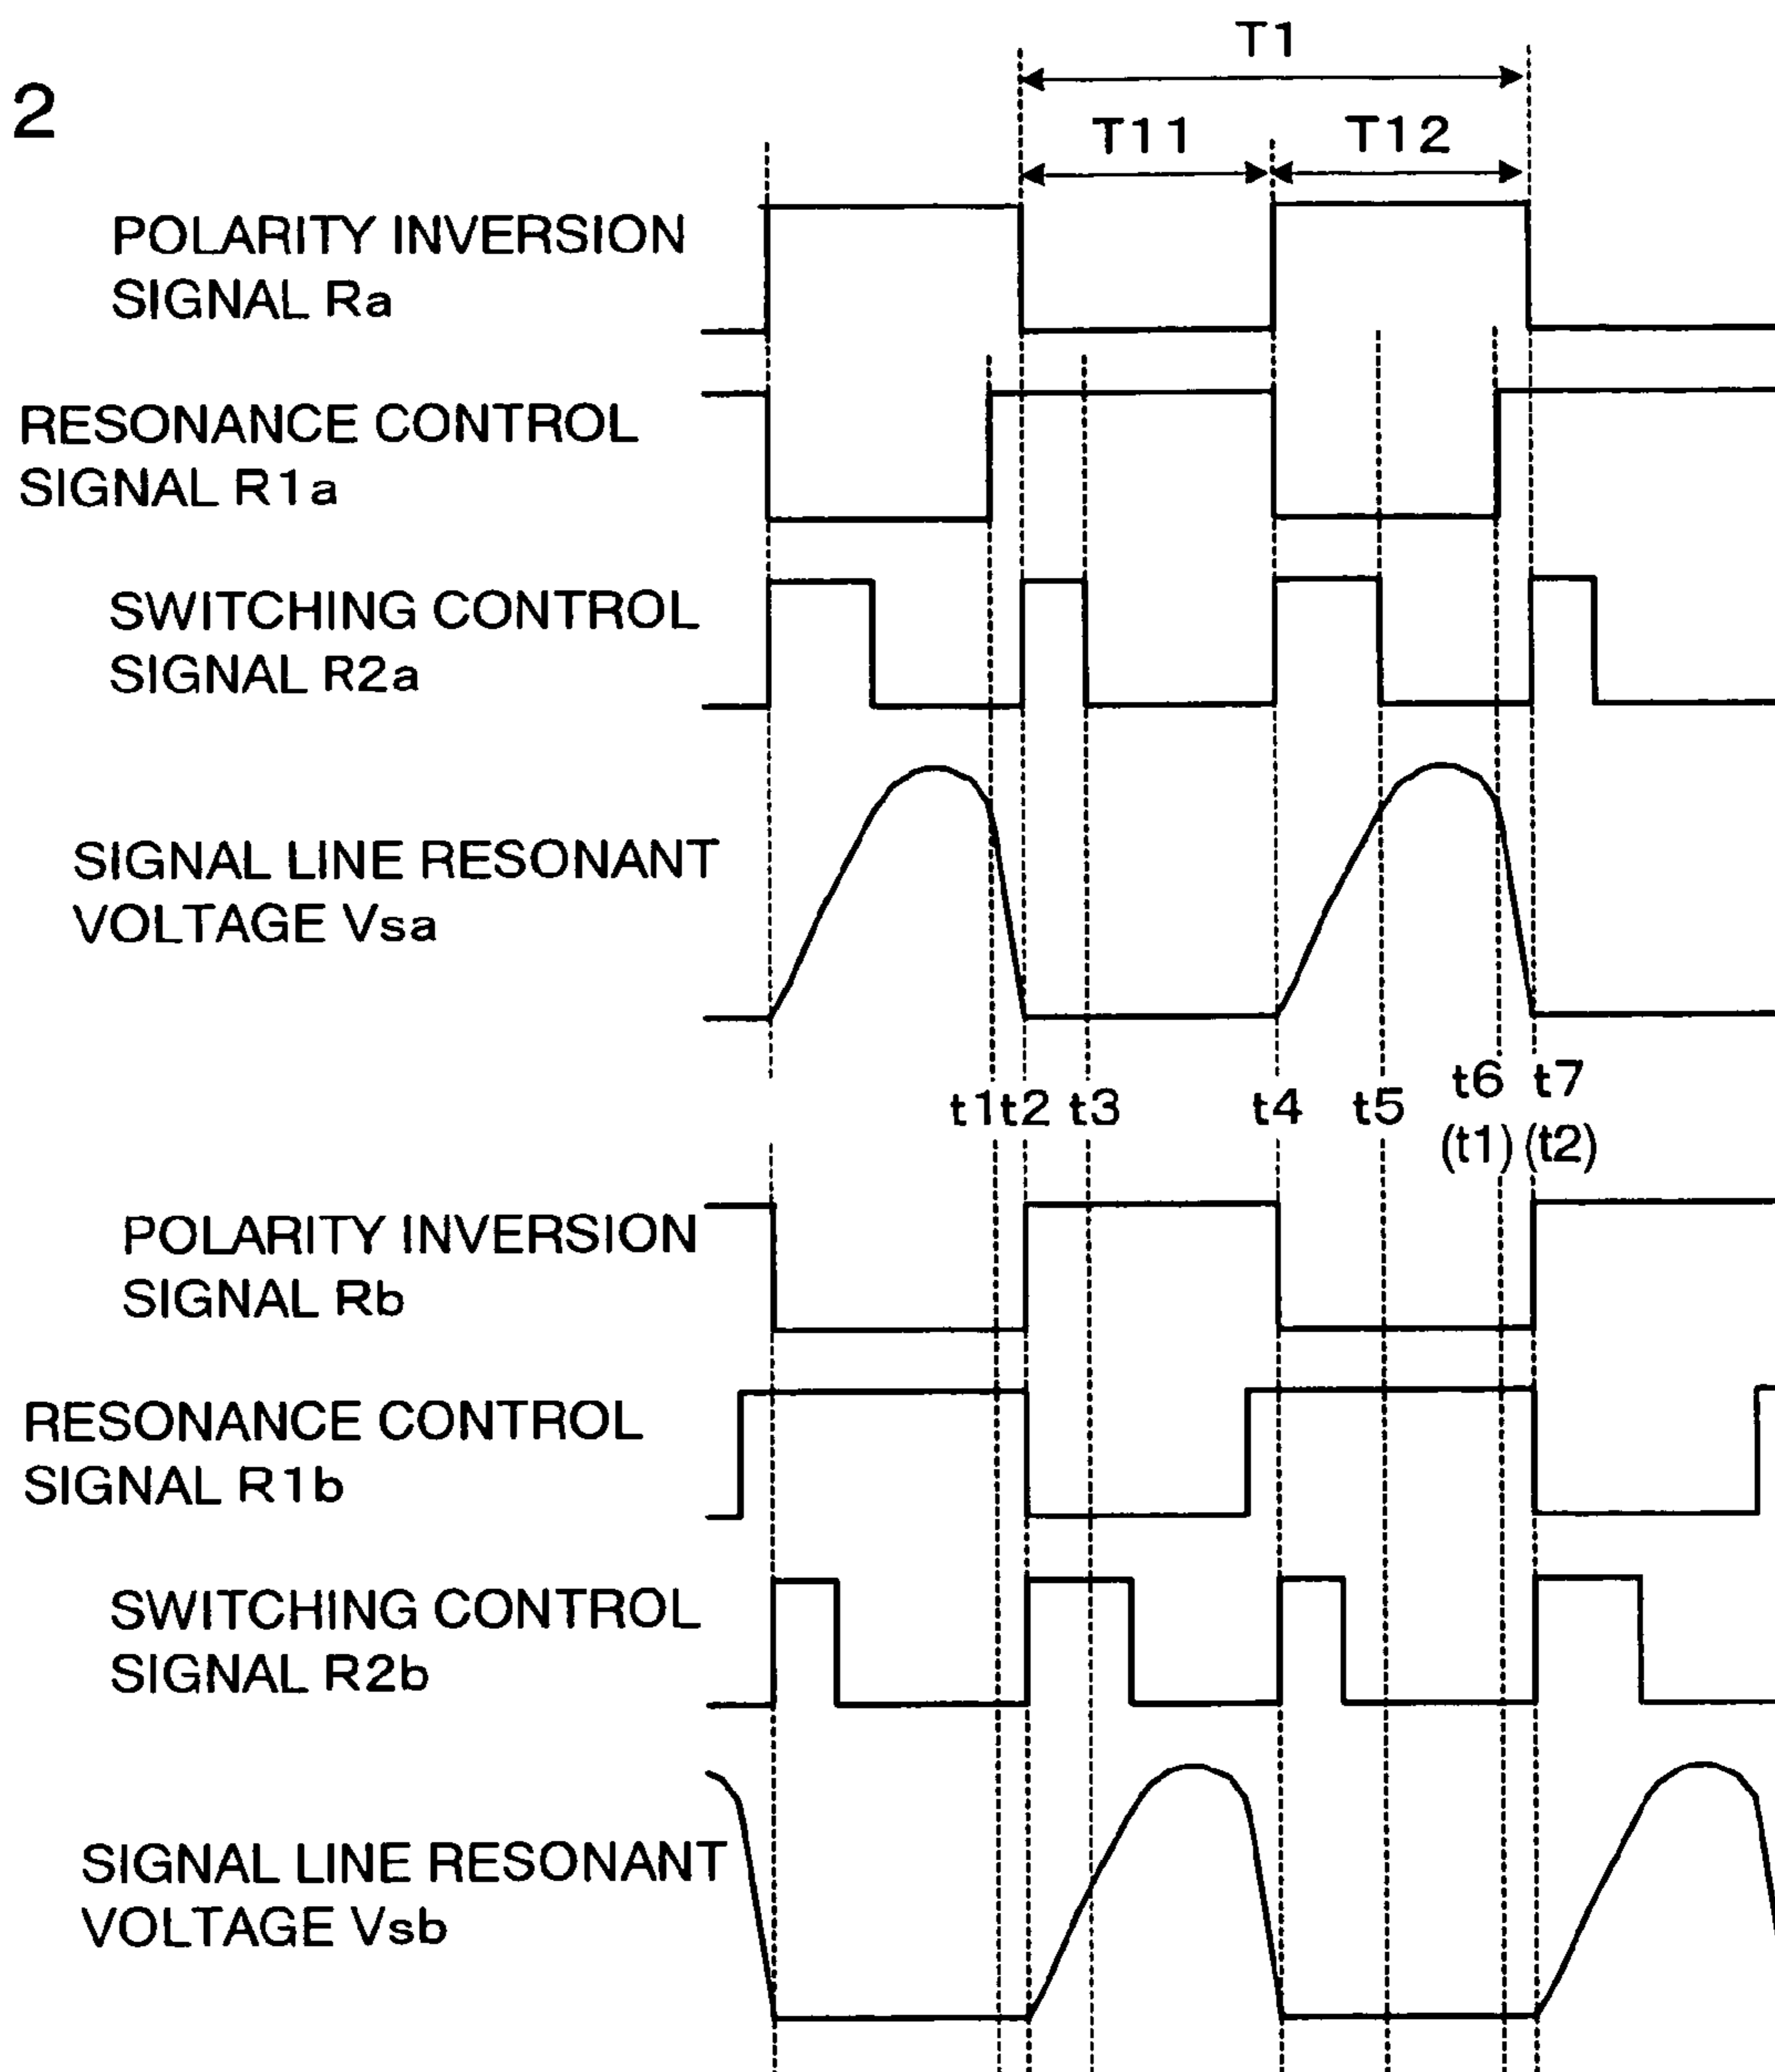 2
T1
T11 T12
POLARITY INVERSION
SIGNAL Ra
RESONANCE CONTROL
SIGNAL R1a
SWITCHING CONTROL
SIGNAL R2a
SIGNAL LINE RESONANT
VOLTAGE Vsa
t1 t2 t3 t4 t5 t6 t7
(t1) (t2)
POLARITY INVERSION
SIGNAL Rb
RESONANCE CONTROL
SIGNAL R1b
SWITCHING CONTROL
SIGNAL R2b
SIGNAL LINE RESONANT
VOLTAGE Vsb